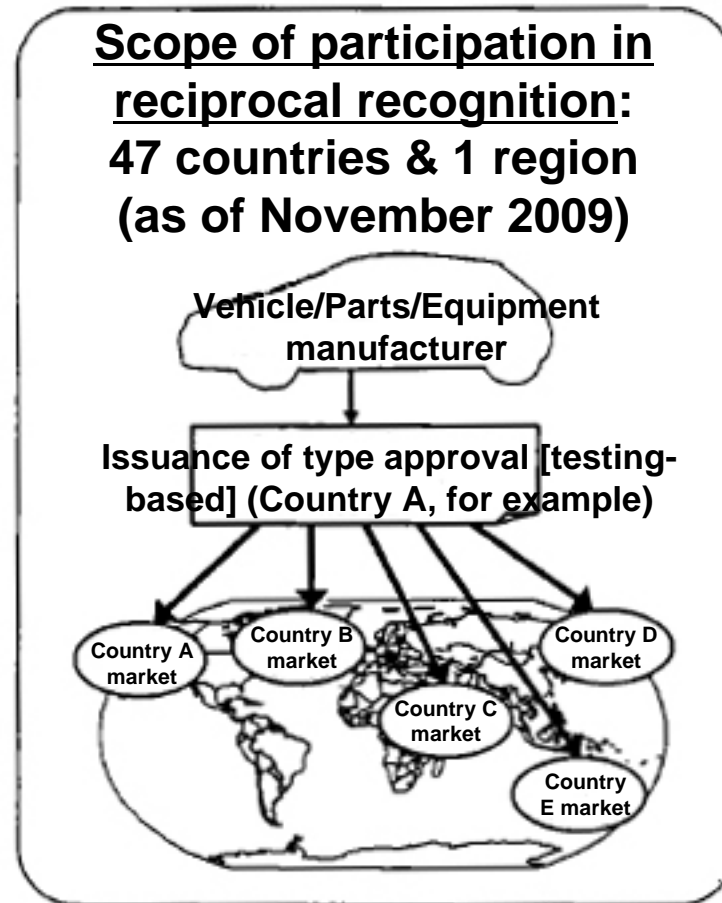 Scope of participation in
reciprocal recognition:
47 countries & 1 region
(as of November 2009)
Vehicle/Parts/Equipment
manufacturer
Issuance of type approval [testing-
based] (Country A, for example)
Country A
market
Country B
market
Country C
market
Country D
market
Country
E market